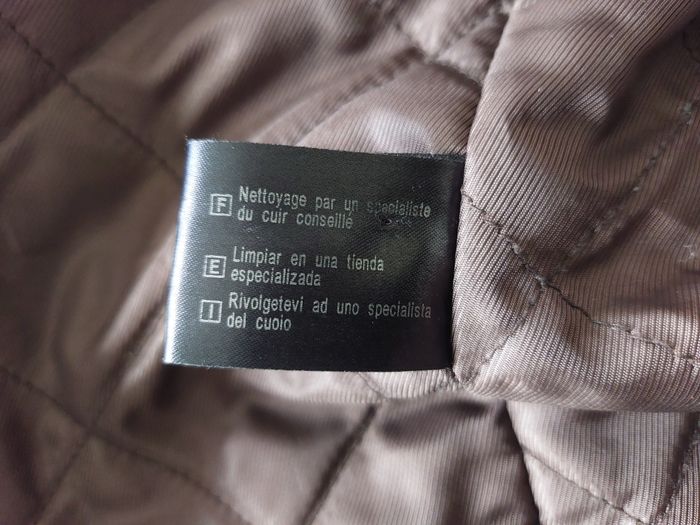 F Nettoyage par un specialiste
du cuir conseillé
E Limpiar en una tienda
especializada
I Rivolgetevi ad uno specialista
del cuoio